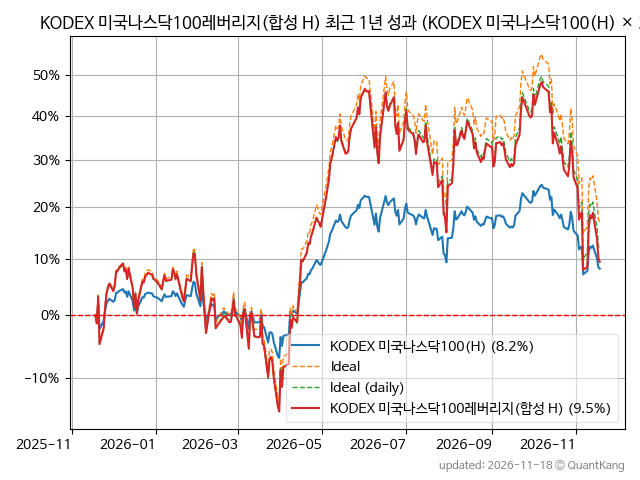 KODEX 미국나스닥100레버리지(합성 H) 최근 1년 성과 (KODEX 미국나스닥100(H) ×
50%
40%
30%
20%
10%
0%
−10%
KODEX 미국나스닥100(H) (8.2%)
Ideal
Ideal (daily)
KODEX 미국나스닥100레버리지(합성 H) (9.5%)
2025-11 2026-01 2026-03 2026-05 2026-07 2026-09 2026-11
updated: 2026-11-18 © QuantKang